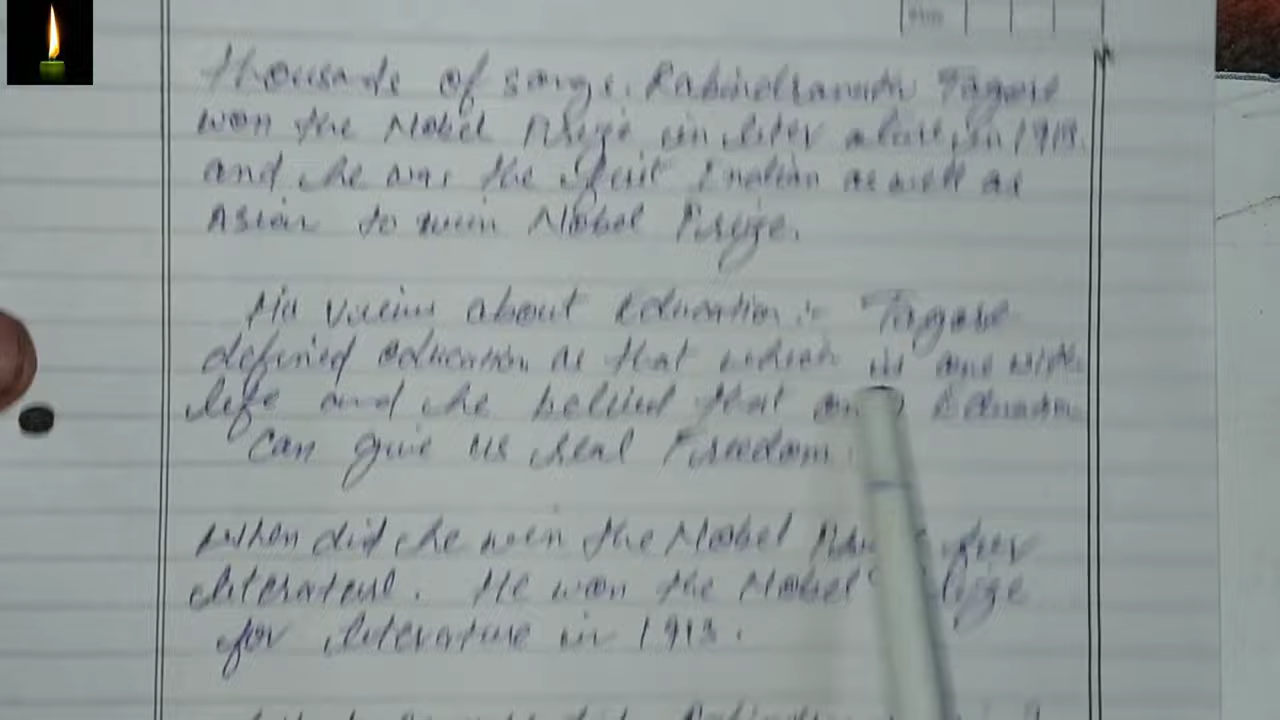 thousands of songs. Rabindranath Tagore
won the Nobel Prize in literature in 1913.
and he was the first Indian as well as
Asian to win Nobel Prize.
His views about Education :- Tagore
defined education as that which is one with
life and he belied that only Education
can give us real Freedom.
When did he win the Nobel Prize for
literature. He won the Nobel Prize
for literature in 1913.